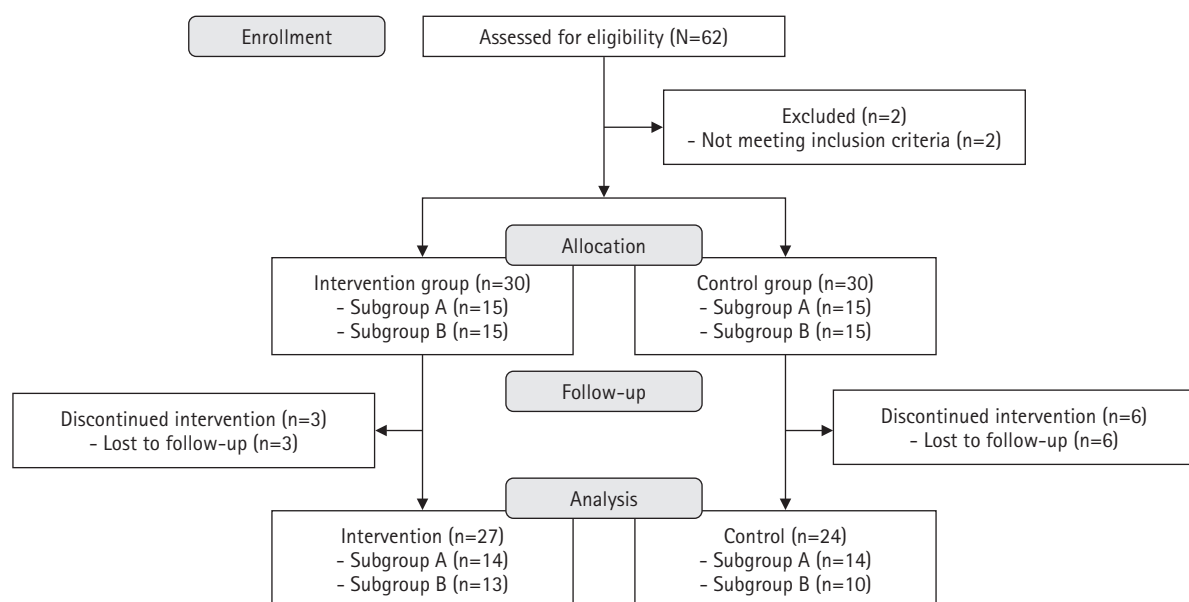 Enrollment
Assessed for eligibility (N=62)
Excluded (n=2)
- Not meeting inclusion criteria (n=2)
Allocation
Intervention group (n=30)
- Subgroup A (n=15)
- Subgroup B (n=15)
Control group (n=30)
- Subgroup A (n=15)
- Subgroup B (n=15)
Follow-up
Discontinued intervention (n=3)
- Lost to follow-up (n=3)
Discontinued intervention (n=6)
- Lost to follow-up (n=6)
Analysis
Intervention (n=27)
- Subgroup A (n=14)
- Subgroup B (n=13)
Control (n=24)
- Subgroup A (n=14)
- Subgroup B (n=10)